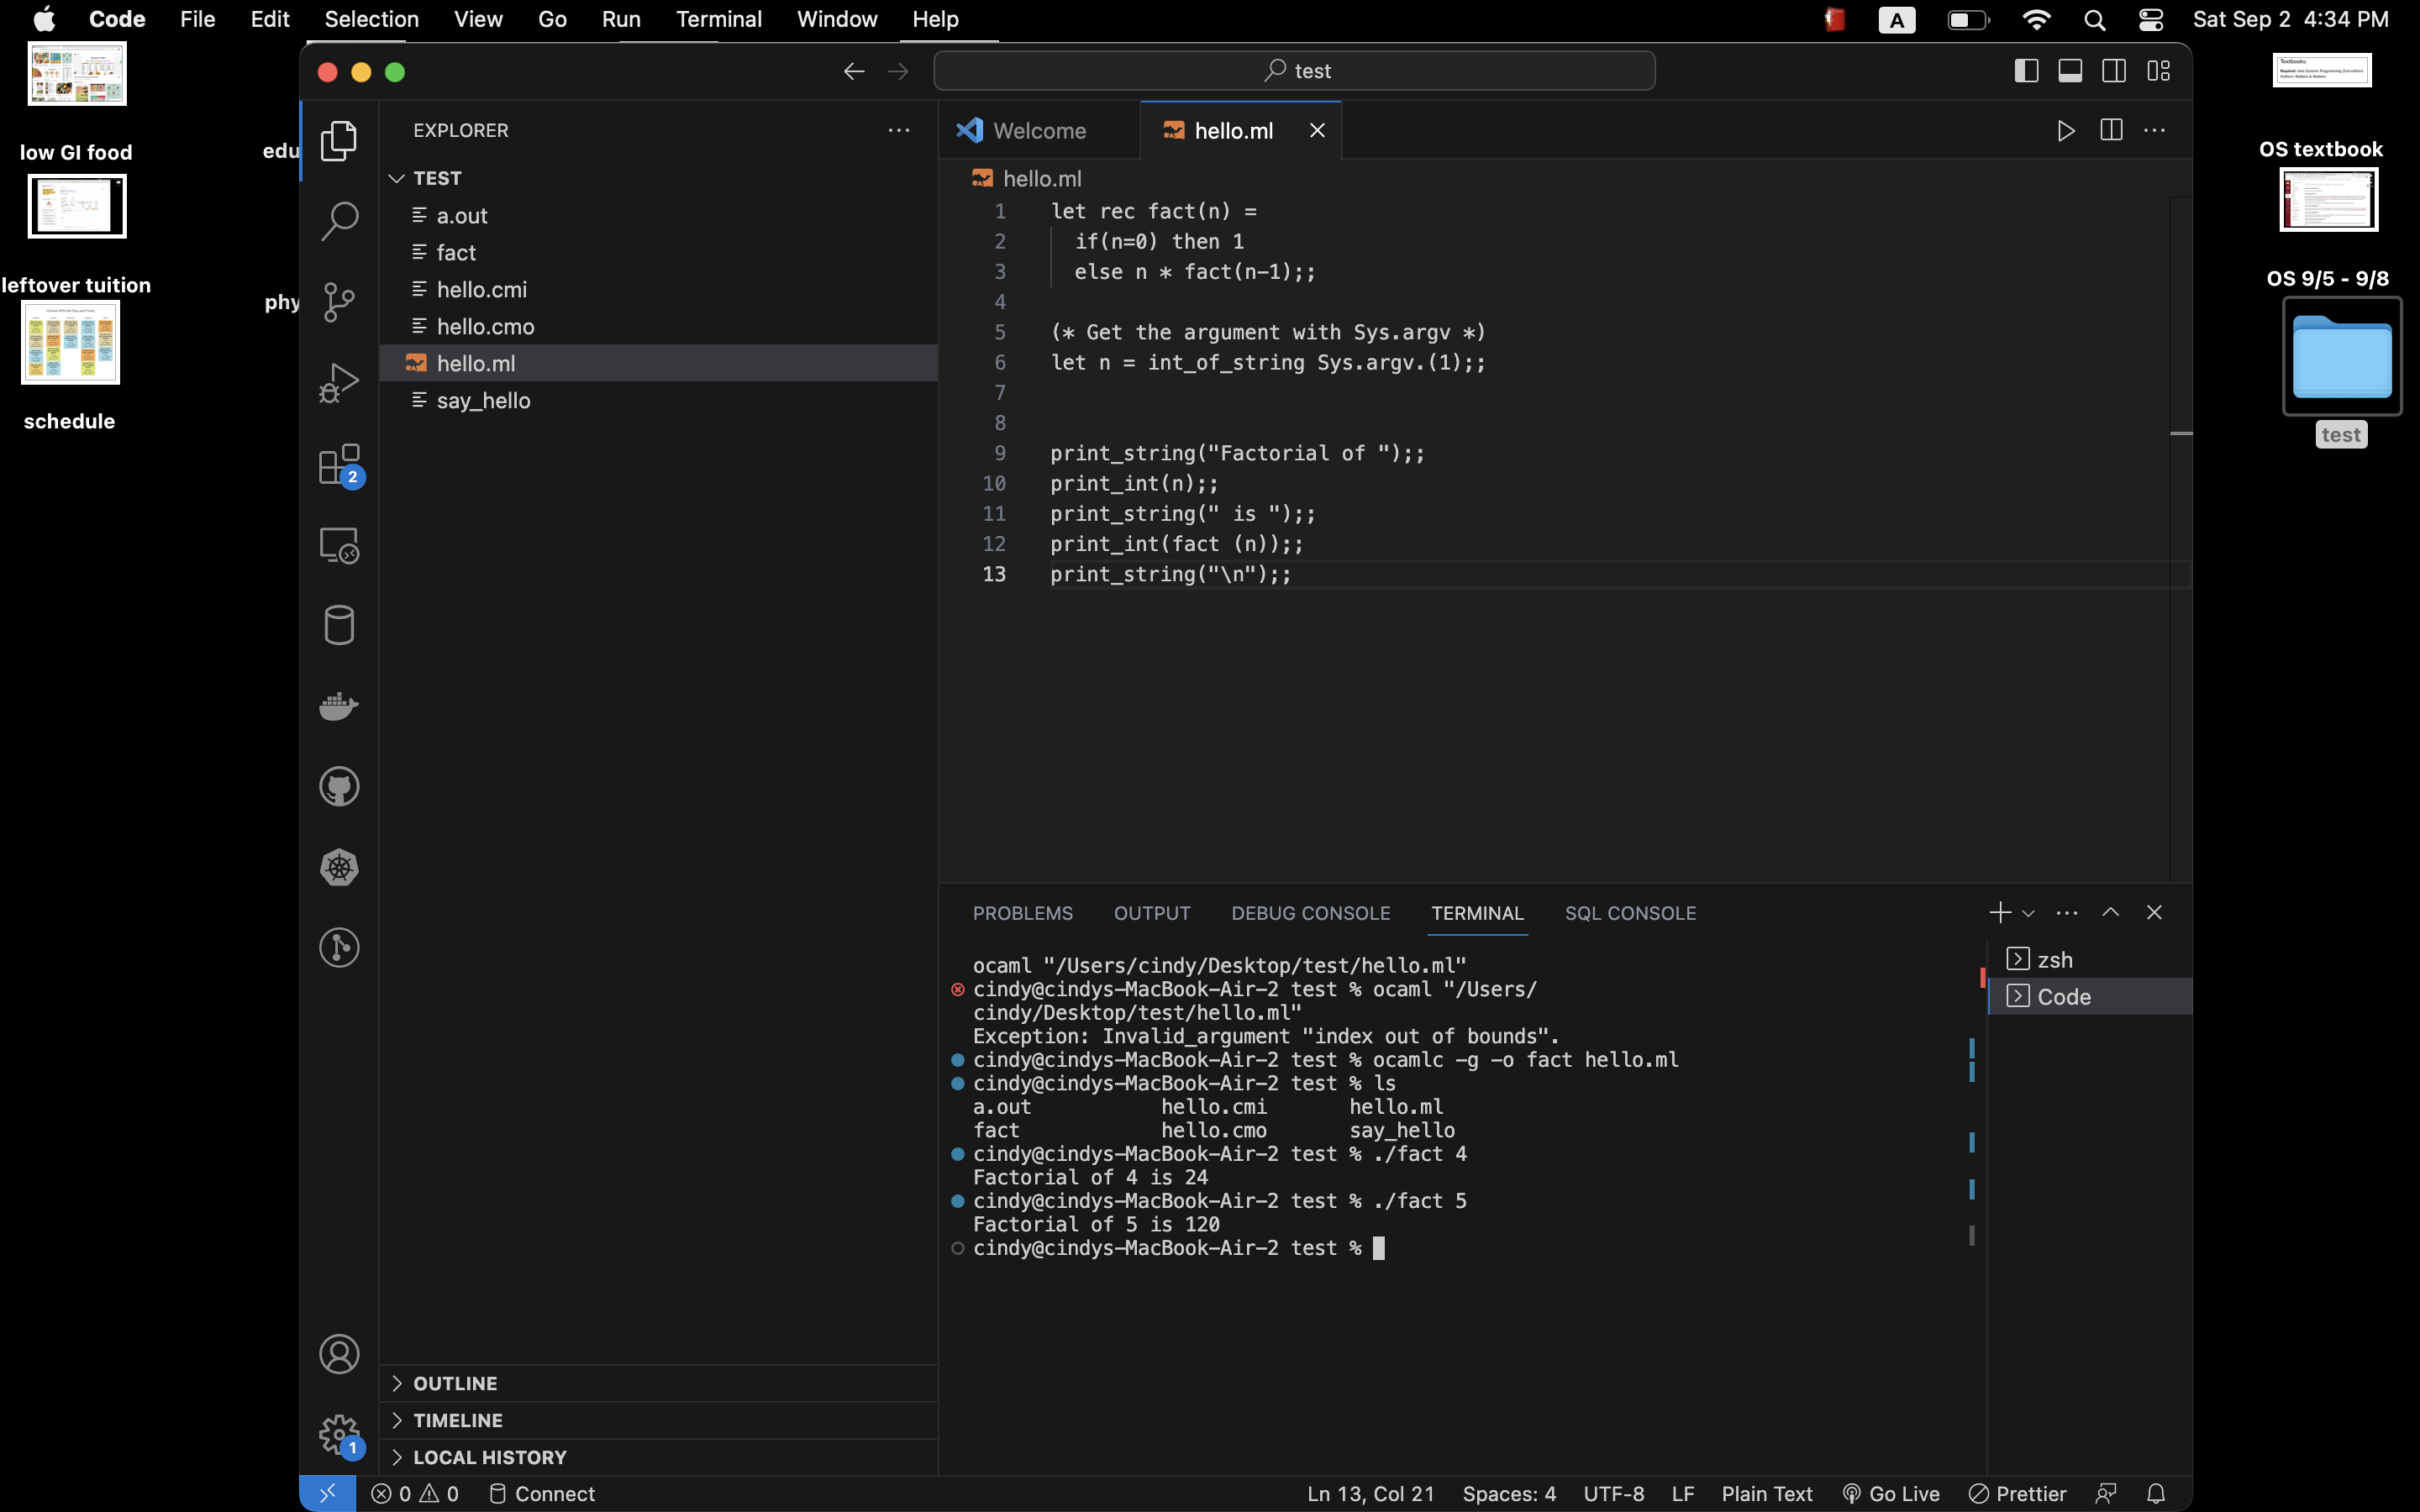 Code File Edit Selection View Go Run Terminal Window Help A Sat Sep 2 4:34 PM
test
low GI food
leftover tuition
schedule
edu
phy
Textbooks:
Required: Unix Systems Programming (2nd edition)
Authors: Robbins & Robbins
OS textbook
OS 9/5 - 9/8
test
EXPLORER
TEST
a.out
fact
hello.cmi
hello.cmo
hello.ml
say_hello
2
1
OUTLINE
TIMELINE
LOCAL HISTORY
Welcome hello.ml
hello.ml
1 let rec fact(n) =
2 if(n=0) then 1
3 else n * fact(n-1);;
4
5 (* Get the argument with Sys.argv *)
6 let n = int_of_string Sys.argv.(1);;
7
8
9 print_string("Factorial of ");;
10 print_int(n);;
11 print_string(" is ");;
12 print_int(fact (n));;
13 print_string("\n");;
PROBLEMS OUTPUT DEBUG CONSOLE TERMINAL SQL CONSOLE
ocaml "/Users/cindy/Desktop/test/hello.ml"
cindy@cindys-MacBook-Air-2 test % ocaml "/Users/
cindy/Desktop/test/hello.ml"
Exception: Invalid_argument "index out of bounds".
cindy@cindys-MacBook-Air-2 test % ocamlc -g -o fact hello.ml
cindy@cindys-MacBook-Air-2 test % ls
a.out hello.cmi hello.ml
fact hello.cmo say_hello
cindy@cindys-MacBook-Air-2 test % ./fact 4
Factorial of 4 is 24
cindy@cindys-MacBook-Air-2 test % ./fact 5
Factorial of 5 is 120
cindy@cindys-MacBook-Air-2 test %
zsh
Code
0 0 Connect Ln 13, Col 21 Spaces: 4 UTF-8 LF Plain Text Go Live Prettier